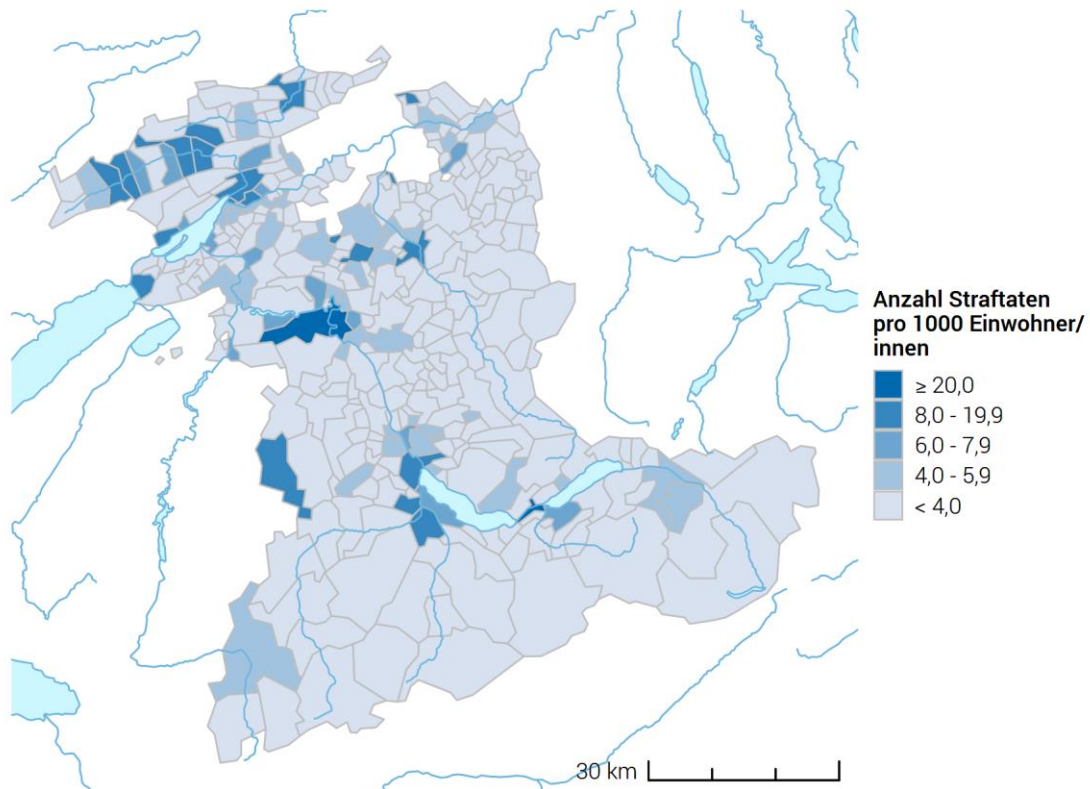 Anzahl Straftaten
pro 1000 Einwohner/
innen
≥ 20,0
8,0 - 19,9
6,0 - 7,9
4,0 - 5,9
< 4,0
30 km